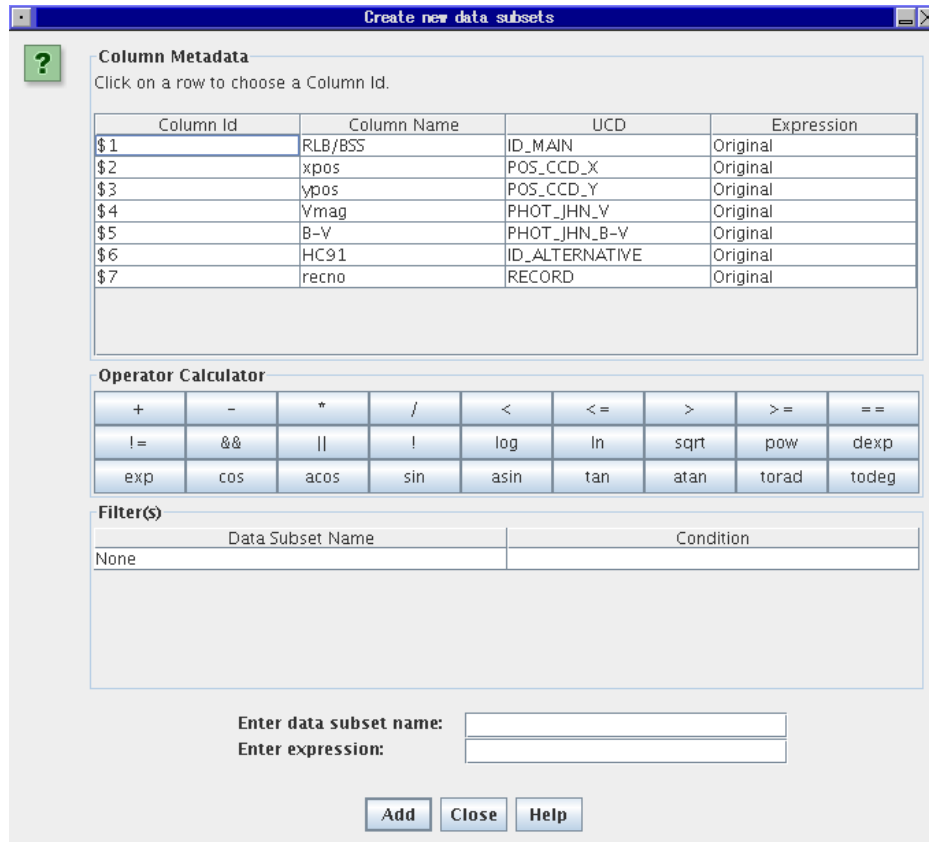 Create new data subsets
?
Column Metadata
Click on a row to choose a Column Id.
Column Id Column Name UCD Expression
$1 RLB/BSS ID_MAIN Original
$2 xpos POS_CCD_X Original
$3 ypos POS_CCD_Y Original
$4 Vmag PHOT_JHN_V Original
$5 B-V PHOT_JHN_B-V Original
$6 HC91 ID_ALTERNATIVE Original
$7 recno RECORD Original
Operator Calculator
+ - * / < <= > >= ==
!= && || ! log ln sqrt pow dexp
exp cos acos sin asin tan atan torad todeg
Filter(s)
Data Subset Name Condition
None
Enter data subset name:
Enter expression:
Add Close Help